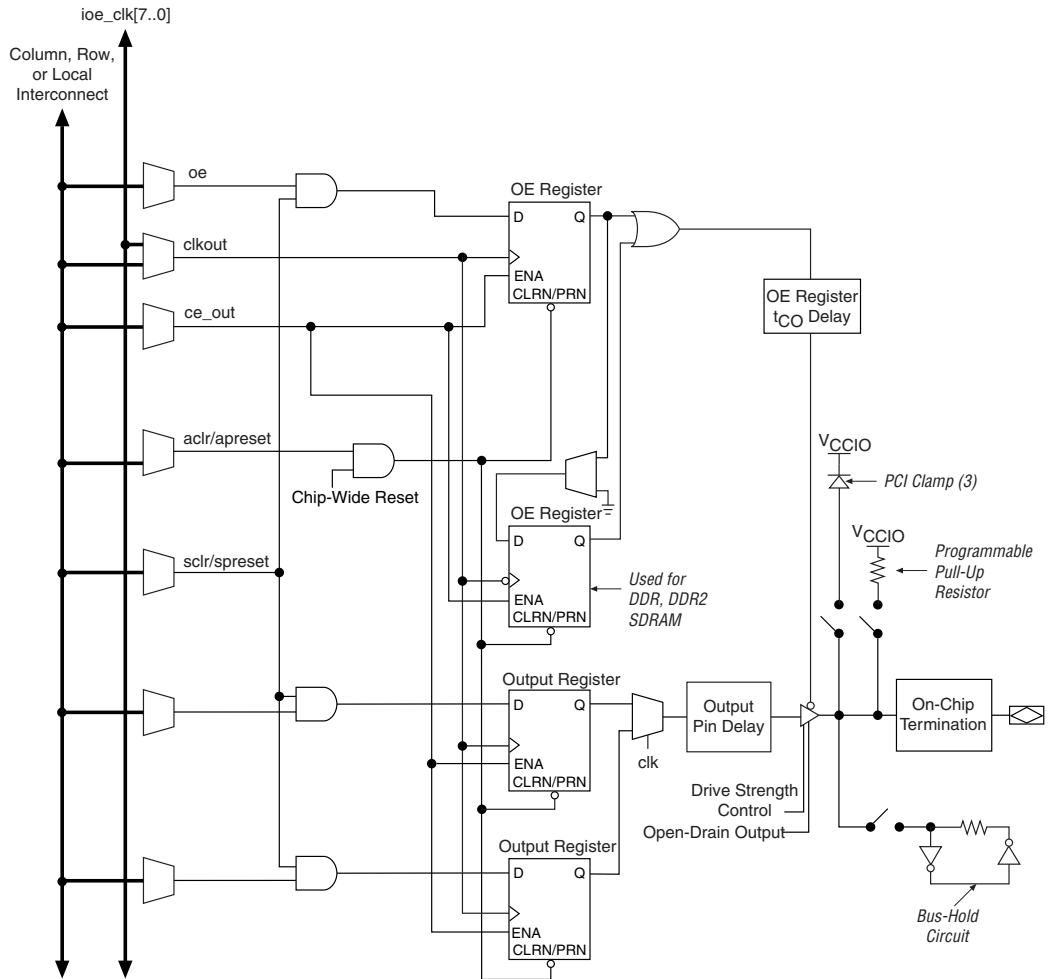 ioe_clk[7..0]
Column, Row,
or Local
Interconnect
oe
OE Register
D
Q
clkout
ENA
CLRN/PRN
ce_out
OE Register
tCO Delay
aclr/apreset
Chip-Wide Reset
VCCIO
PCI Clamp (3)
OE Register
D
Q
VCCIO
Programmable
Pull-Up
Resistor
sclr/spreset
ENA
CLRN/PRN
Used for
DDR, DDR2
SDRAM
Output Register
D
Q
Output
Pin Delay
On-Chip
Termination
ENA
CLRN/PRN
clk
Drive Strength
Control
Open-Drain Output
Output Register
D
Q
ENA
CLRN/PRN
Bus-Hold
Circuit